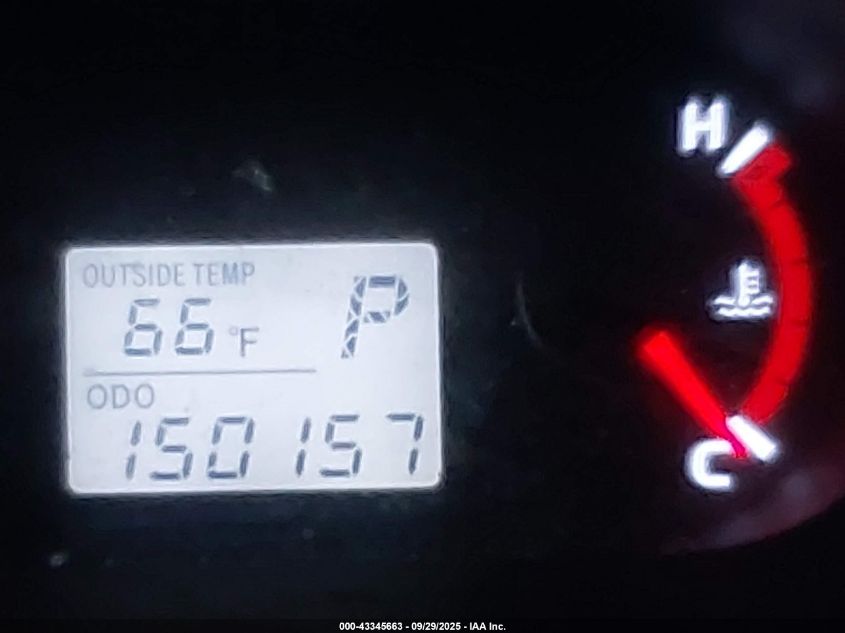 OUTSIDE TEMP
66°F
P
ODO
150157
H
C
000-43345663 - 09/29/2025 - IAA Inc.